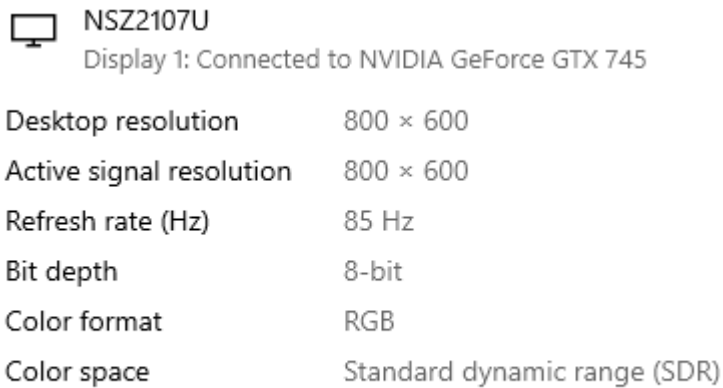 NSZ2107U
Display 1: Connected to NVIDIA GeForce GTX 745
Desktop resolution 800 × 600
Active signal resolution 800 × 600
Refresh rate (Hz) 85 Hz
Bit depth 8-bit
Color format RGB
Color space Standard dynamic range (SDR)